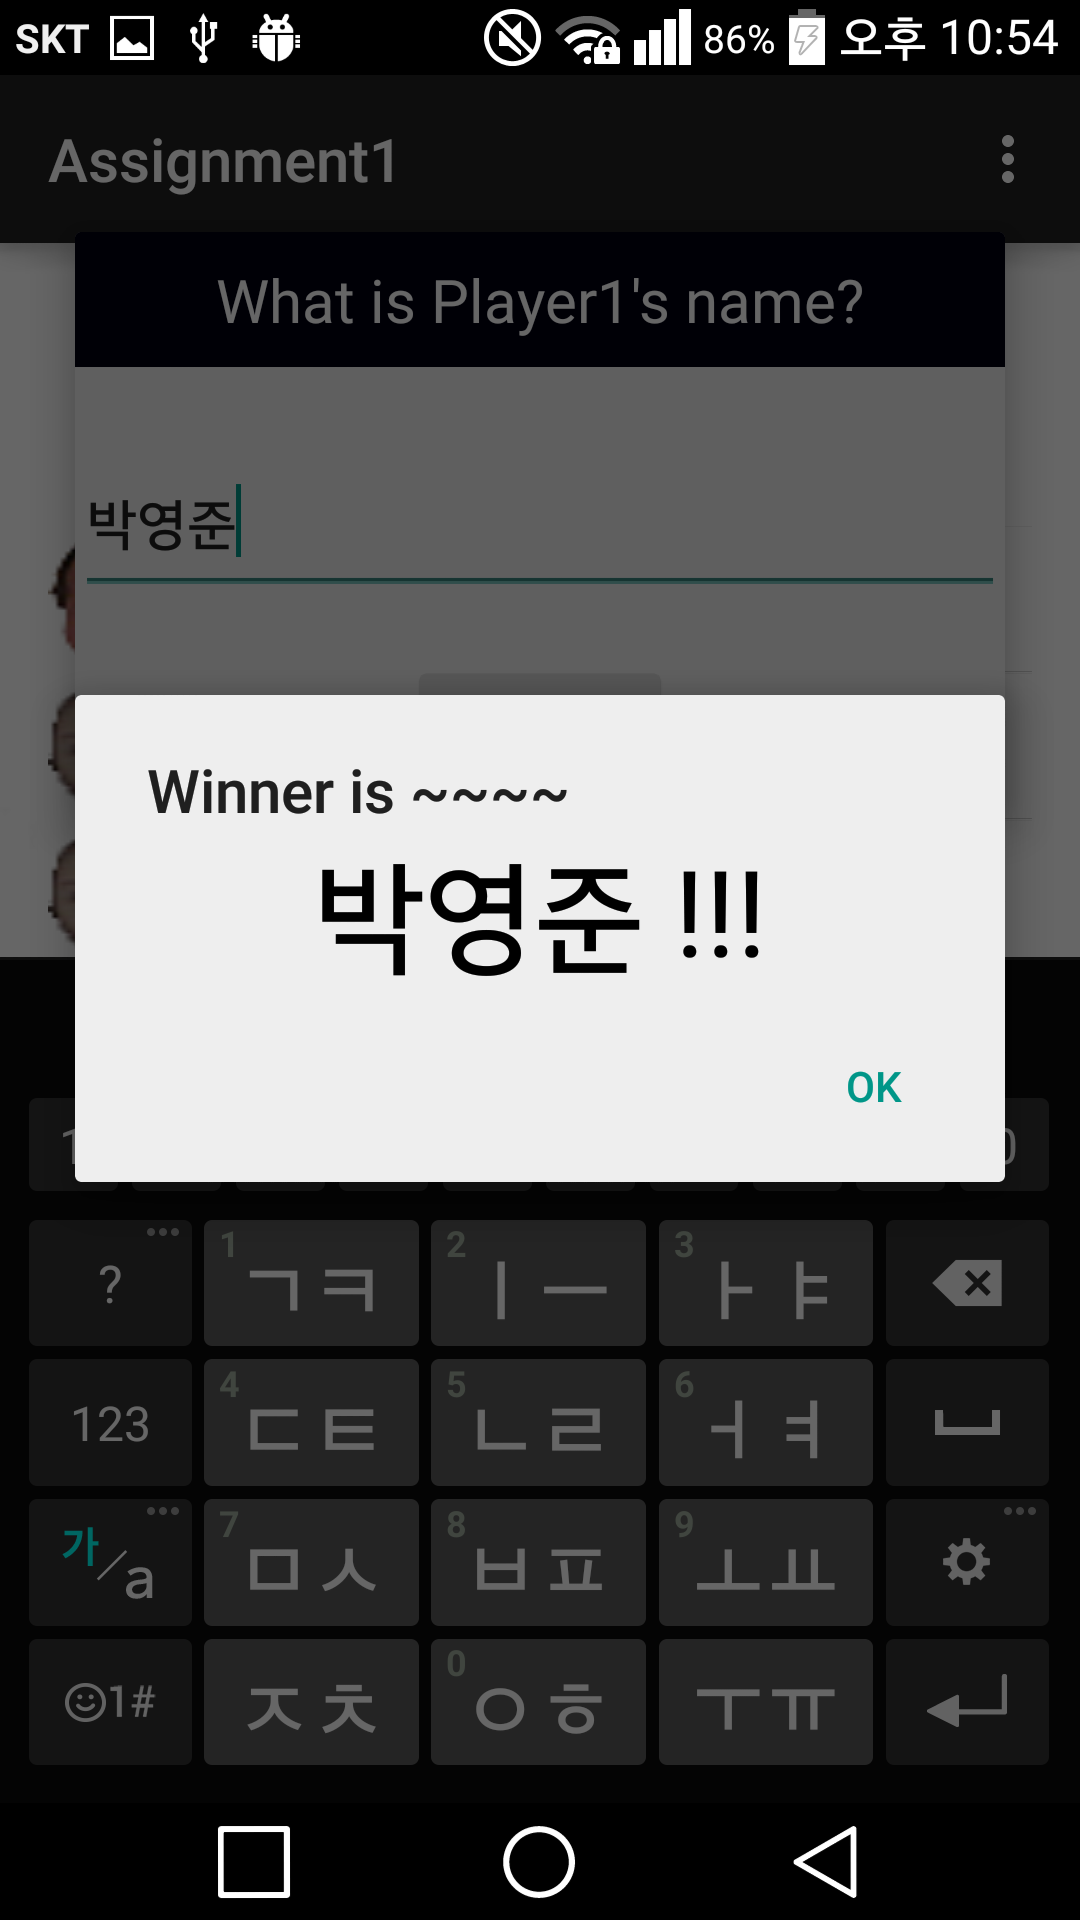 SKT 86% 오후 10:54
Assignment1
What is Player1's name?
박영준
Winner is ~~~~
박영준 !!!
OK
? 1 ㄱㅋ 2 ㅣㅡ 3 ㅏㅑ
123 4 ㄷㅌ 5 ㄴㄹ 6 ㅓㅕ
가/a 7 ㅁㅅ 8 ㅂㅍ 9 ㅗㅛ
1# ㅈㅊ 0 ㅇㅎ ㅜㅠ